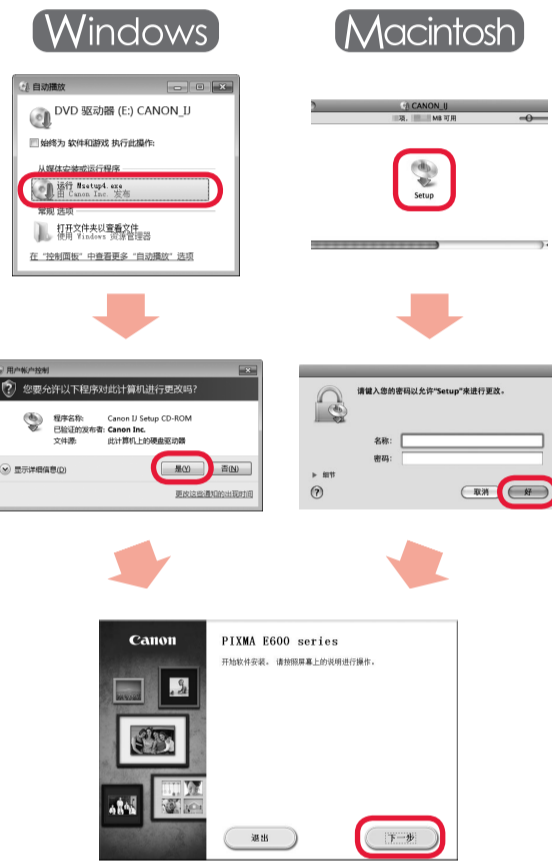 Windows
Macintosh
自动播放
DVD 驱动器 (E:) CANON_IJ
始终为 软件和游戏 执行此操作:
从媒体安装或运行程序
运行 Msetup4.exe
由 Canon Inc. 发布
常规 选项
打开文件夹以查看文件
使用 Windows 资源管理器
在 "控制面板" 中查看更多 "自动播放" 选项
CANON_IJ
项, MB 可用
Setup
用户帐户控制
您要允许以下程序对此计算机进行更改吗?
程序名称: Canon IJ Setup CD-ROM
已验证的发布者: Canon Inc.
文件源: 此计算机上的硬盘驱动器
显示详细信息(D)
是(Y)
否(N)
更改这些通知的出现时间
请键入您的密码以允许"Setup"来进行更改。
名称:
密码:
细节
?
取消
好
Canon
PIXMA E600 series
开始软件安装。 请按照屏幕上的说明进行操作。
退出
下一步